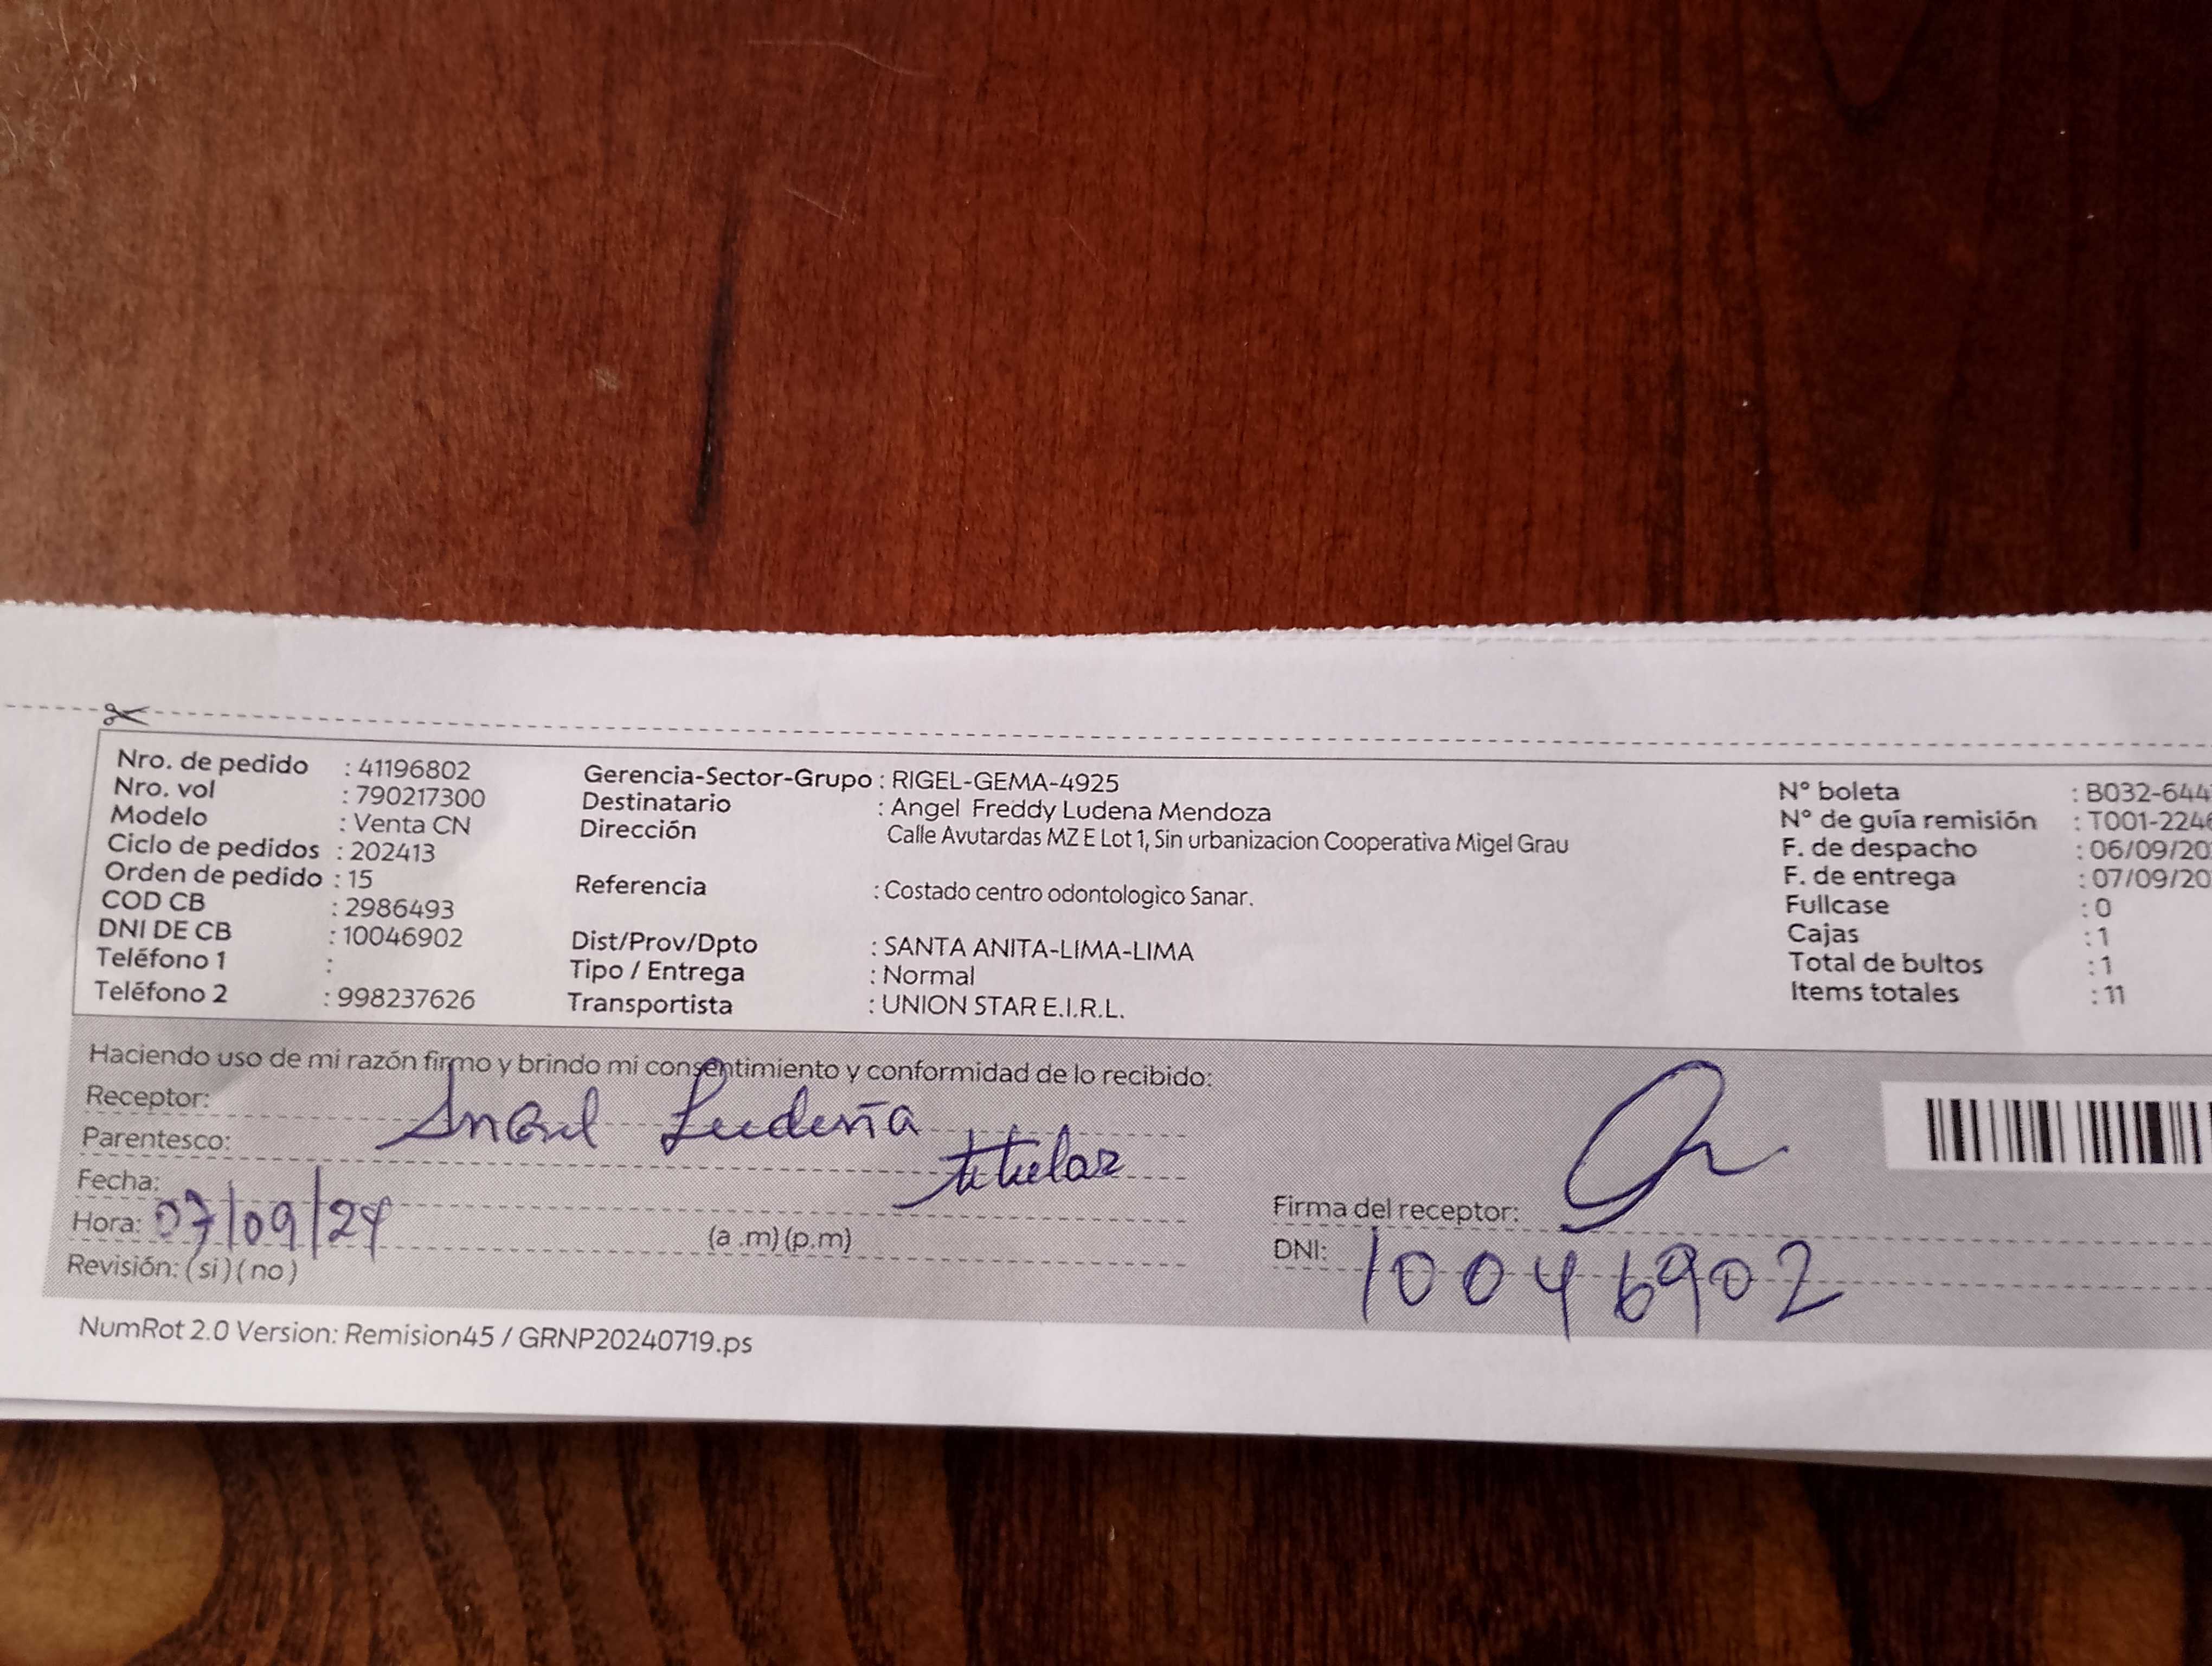 Nro. de pedido : 41196802
Nro. vol : 790217300
Modelo : Venta CN
Ciclo de pedidos : 202413
Orden de pedido : 15
COD CB : 2986493
DNI DE CB : 10046902
Teléfono 1 :
Teléfono 2 : 998237626
Gerencia-Sector-Grupo : RIGEL-GEMA-4925
Destinatario : Angel Freddy Ludena Mendoza
Dirección Calle Avutardas MZ E Lot 1, Sin urbanizacion Cooperativa Migel Grau
Referencia : Costado centro odontologico Sanar.
Dist/Prov/Dpto : SANTA ANITA-LIMA-LIMA
Tipo / Entrega : Normal
Transportista : UNION STAR E.I.R.L.
N° boleta : B032-644
N° de guía remisión : T001-2246
F. de despacho : 06/09/20
F. de entrega : 07/09/20
Fullcase : 0
Cajas : 1
Total de bultos : 1
Items totales : 11
Haciendo uso de mi razón firmo y brindo mi consentimiento y conformidad de lo recibido:
Receptor: Angel Ludeña
Parentesco: titular
Fecha: 07/09/24
Hora: (a .m) (p.m)
Revisión: (si) (no)
Firma del receptor:
DNI: 10046902
NumRot 2.0 Version: Remision45 / GRNP20240719.ps